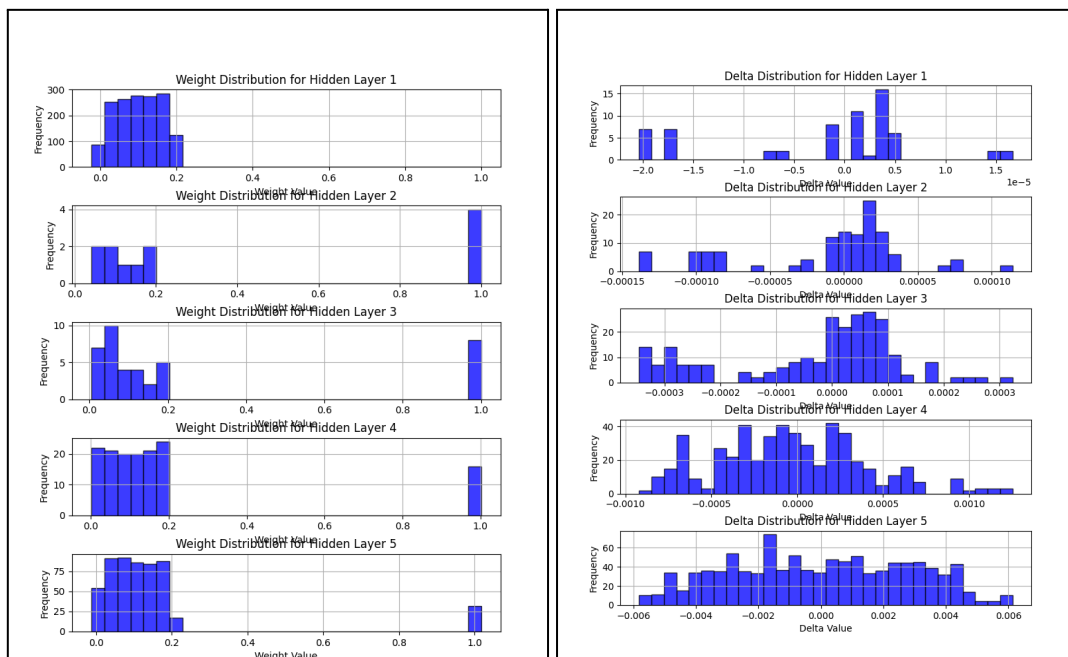 Weight Distribution for Hidden Layer 1
300
200
100
0
Frequency
0.0 0.2 0.4 0.6 0.8 1.0
Weight Value
Weight Distribution for Hidden Layer 2
4
2
0
Frequency
0.0 0.2 0.4 0.6 0.8 1.0
Weight Value
Weight Distribution for Hidden Layer 3
10
5
0
Frequency
0.0 0.2 0.4 0.6 0.8 1.0
Weight Value
Weight Distribution for Hidden Layer 4
20
10
0
Frequency
0.0 0.2 0.4 0.6 0.8 1.0
Weight Value
Weight Distribution for Hidden Layer 5
75
50
25
0
Frequency
0.0 0.2 0.4 0.6 0.8 1.0
Weight Value
Delta Distribution for Hidden Layer 1
15
10
5
0
Frequency
−2.0 −1.5 −1.0 −0.5 0.0 0.5 1.0 1.5
1e−5
Delta Value
Delta Distribution for Hidden Layer 2
20
10
0
Frequency
−0.00015 −0.00010 −0.00005 0.00000 0.00005 0.00010
Delta Value
Delta Distribution for Hidden Layer 3
20
10
0
Frequency
−0.0003 −0.0002 −0.0001 0.0000 0.0001 0.0002 0.0003
Delta Value
Delta Distribution for Hidden Layer 4
40
20
0
Frequency
−0.0010 −0.0005 0.0000 0.0005 0.0010
Delta Value
Delta Distribution for Hidden Layer 5
60
40
20
0
Frequency
−0.006 −0.004 −0.002 0.000 0.002 0.004 0.006
Delta Value